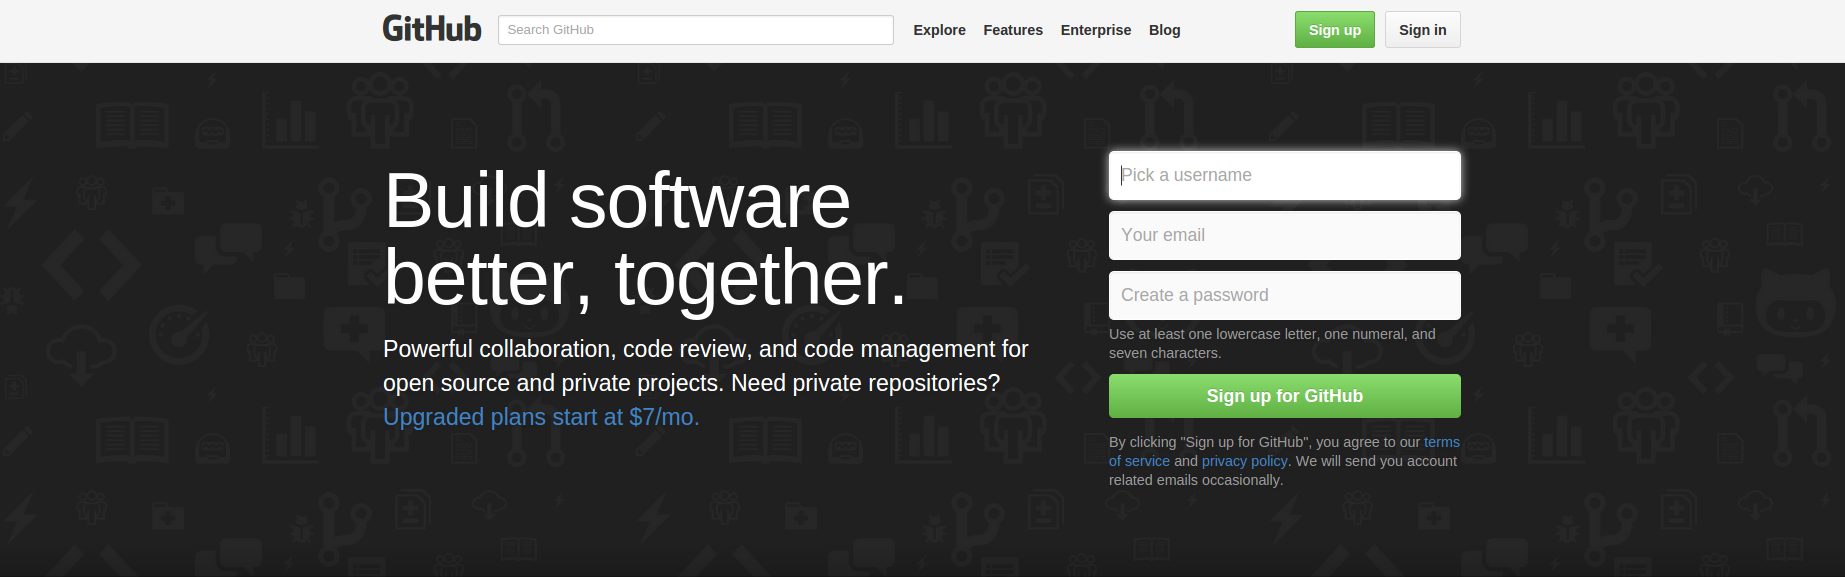 GitHub
Search GitHub
Explore
Features
Enterprise
Blog
Sign up
Sign in
Build software
better, together.
Powerful collaboration, code review, and code management for
open source and private projects. Need private repositories?
Upgraded plans start at $7/mo.
Pick a username
Your email
Create a password
Use at least one lowercase letter, one numeral, and
seven characters.
Sign up for GitHub
By clicking "Sign up for GitHub", you agree to our terms
of service and privacy policy. We will send you account
related emails occasionally.